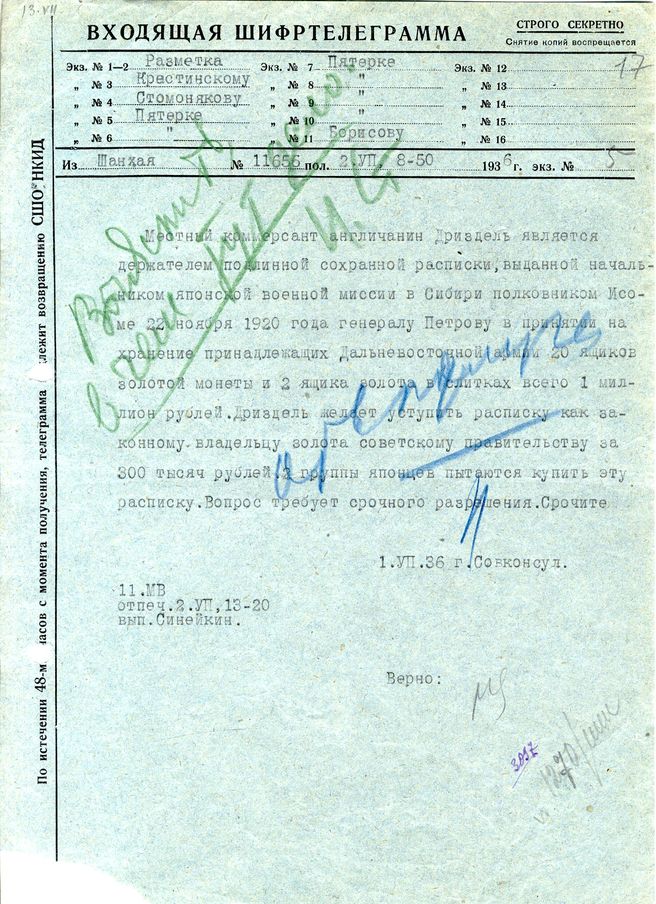 13.VII
ВХОДЯЩАЯ ШИФРТЕЛЕГРАММА
СТРОГО СЕКРЕТНО
Снятие копий воспрещается
17
Экз. № 1—2 Разметка Экз. № 7 Пятерке Экз. № 12
„ № 3 Крестинскому „ № 8 " „ № 13
„ № 4 Стомонякову „ № 9 " „ № 14
„ № 5 Пятерке „ № 10 " „ № 15
„ № 6 " „ № 11 Борисову „ № 16
Из Шанхая № 11656 пол. 2.УП. 8-50 1936 г. экз. № 5
Местный коммерсант англичанин Дриздель является
держателем подлинной сохранной расписки, выданной началь-
ником японской военной миссии в Сибири полковником Исо-
ме 22 ноября 1920 года генералу Петрову в принятии на
хранение принадлежащих Дальневосточной армии 20 ящиков
золотой монеты и 2 ящика золота в слитках всего 1 мил-
лион рублей.Дриздель желает уступить расписку как за-
конному владельцу золота советскому правительству за
300 тысяч рублей.2 группы японцев пытаются купить эту
расписку.Вопрос требует срочного разрешения.Срочите
1.УП.36 г.Совконсул.
11.МВ
отпеч.2.УП,13-20
вып.Синейкин.
Верно:
По истечении 48-м часов с момента получения, телеграмма лежит возвращению СШО НКИД